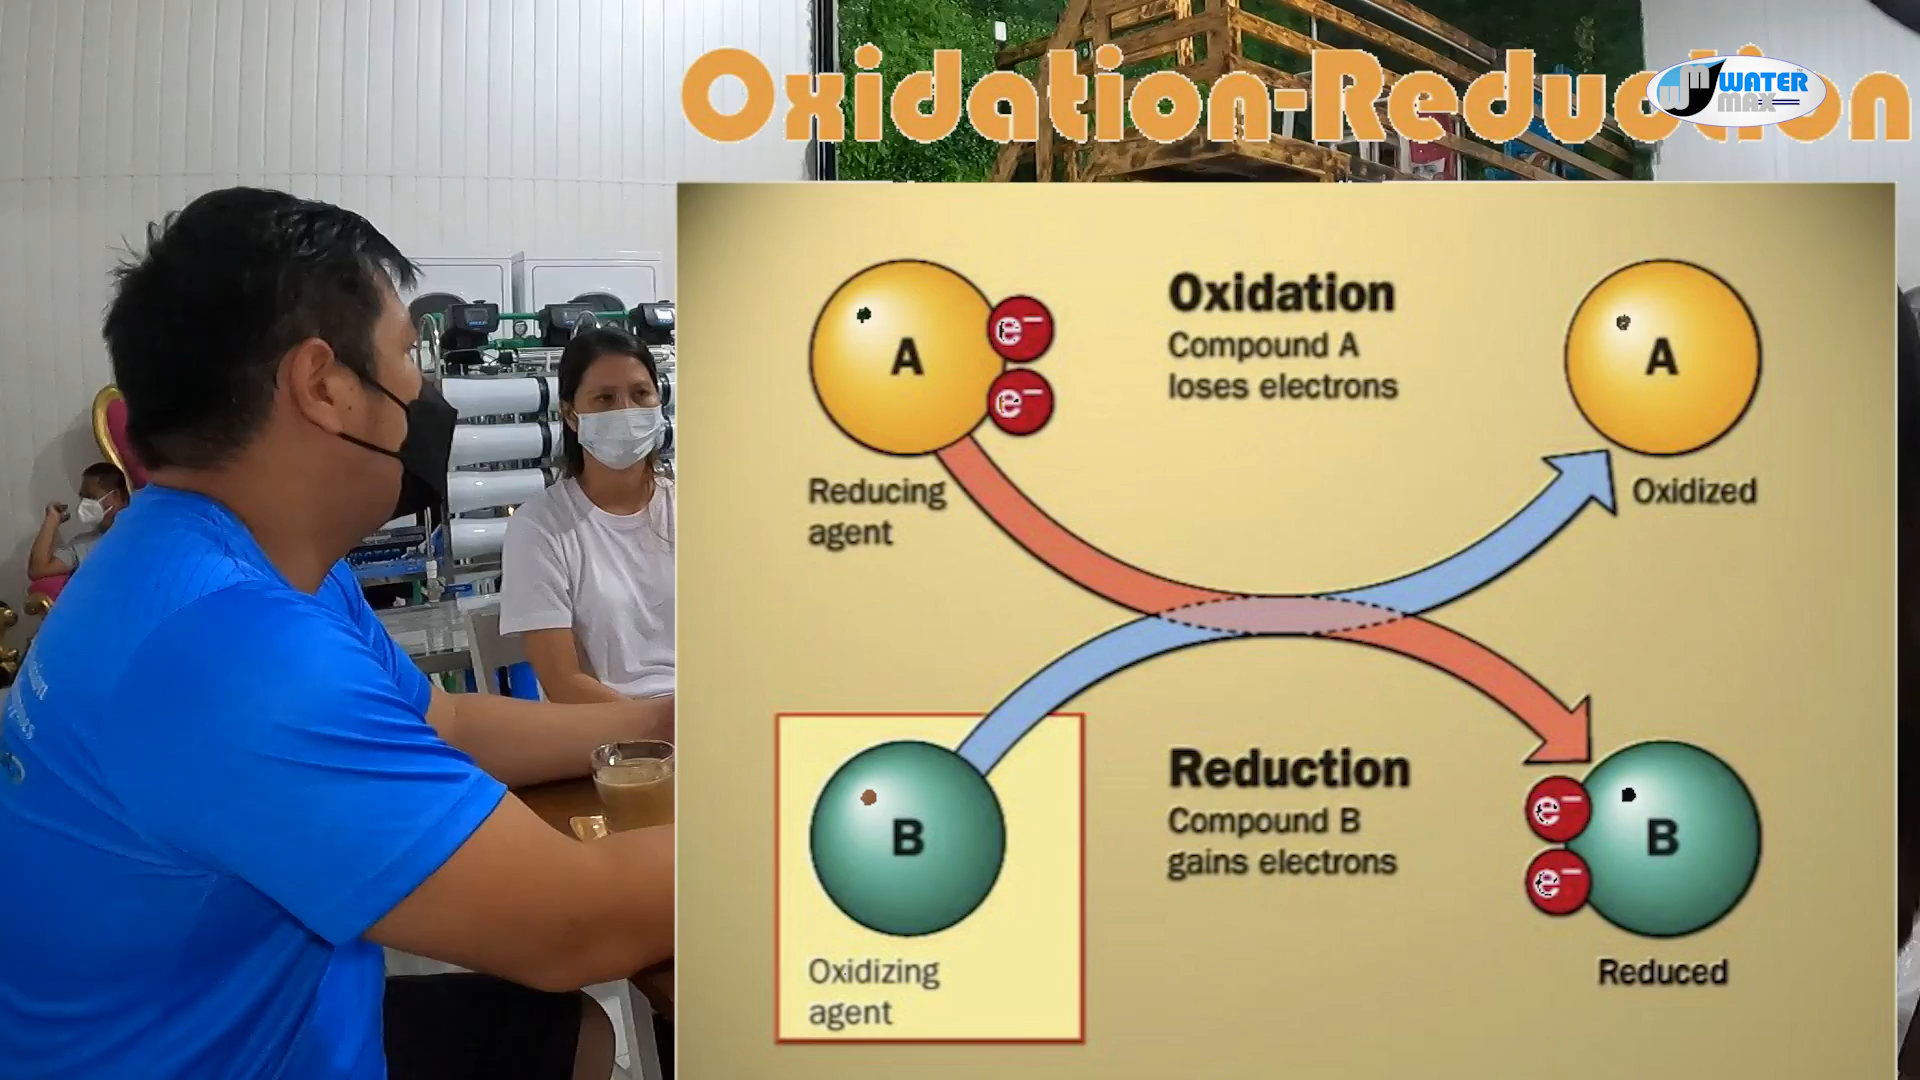 Oxidation-Reduction
WATER
MAX
A
e⁻
e⁻
Oxidation
Compound A
loses electrons
A
Reducing
agent
Oxidized
B
Oxidizing
agent
Reduction
Compound B
gains electrons
e⁻
e⁻
B
Reduced